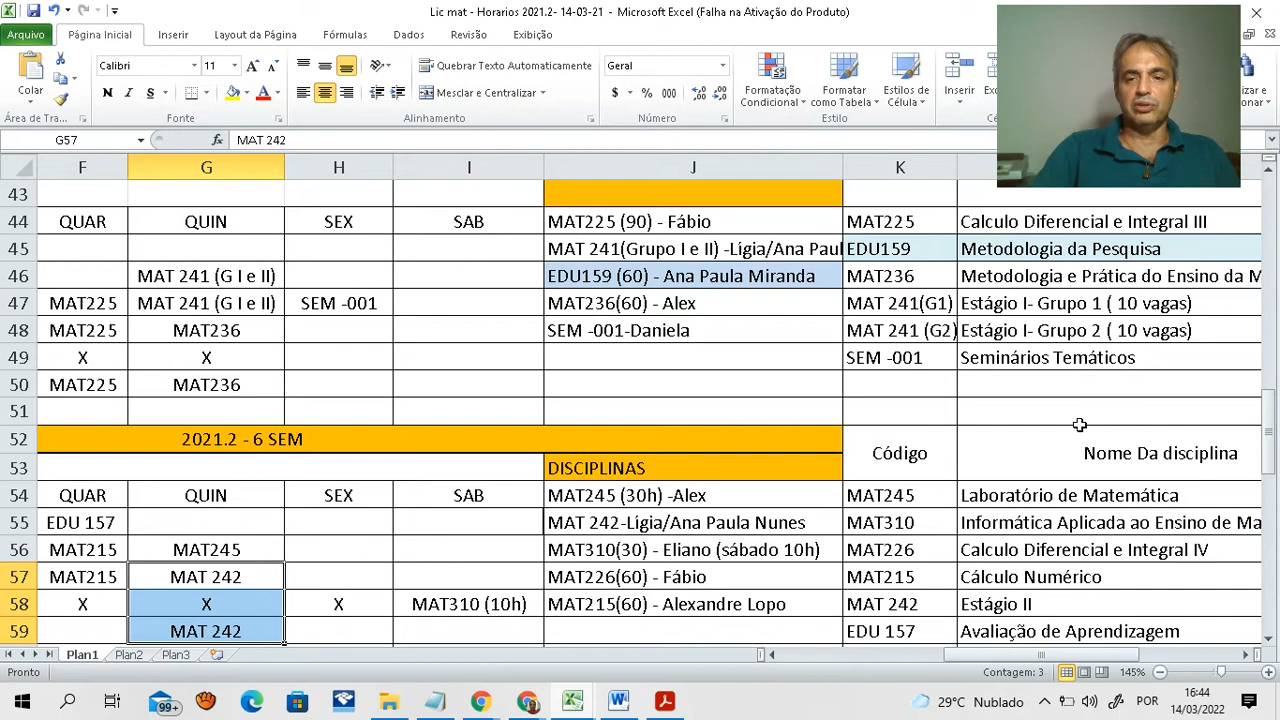 Lic mat - Horarios 2021.2- 14-03-21 - Microsoft Excel (Falha na Ativação do Produto)
Arquivo Página Inicial Inserir Layout da Página Fórmulas Dados Revisão Exibição
Calibri 11 Quebrar Texto Automaticamente Geral
Colar N I S Mesclar e Centralizar $ % 000 Formatação Condicional Formatar como Tabela Estilos de Célula Inserir
Área de Tra... Fonte Alinhamento Número Estilo
G57 fx MAT 242
F G H I J K
43
44 QUAR QUIN SEX SAB MAT225 (90) - Fábio MAT225 Calculo Diferencial e Integral III
45 MAT 241(Grupo I e II) -Lígia/Ana Paul EDU159 Metodologia da Pesquisa
46 MAT 241 (G I e II) EDU159 (60) - Ana Paula Miranda MAT236 Metodologia e Prática do Ensino da M
47 MAT225 MAT 241 (G I e II) SEM -001 MAT236(60) - Alex MAT 241(G1) Estágio I- Grupo 1 ( 10 vagas)
48 MAT225 MAT236 SEM -001-Daniela MAT 241 (G2) Estágio I- Grupo 2 ( 10 vagas)
49 X X SEM -001 Seminários Temáticos
50 MAT225 MAT236
51
52 2021.2 - 6 SEM
Código Nome Da disciplina
53 DISCIPLINAS
54 QUAR QUIN SEX SAB MAT245 (30h) -Alex MAT245 Laboratório de Matemática
55 EDU 157 MAT 242-Lígia/Ana Paula Nunes MAT310 Informática Aplicada ao Ensino de Ma
56 MAT215 MAT245 MAT310(30) - Eliano (sábado 10h) MAT226 Calculo Diferencial e Integral IV
57 MAT215 MAT 242 MAT226(60) - Fábio MAT215 Cálculo Numérico
58 X X X MAT310 (10h) MAT215(60) - Alexandre Lopo MAT 242 Estágio II
59 MAT 242 EDU 157 Avaliação de Aprendizagem
Plan1 Plan2 Plan3
Pronto Contagem: 3 145%
99+ 29°C Nublado POR 16:44
14/03/2022